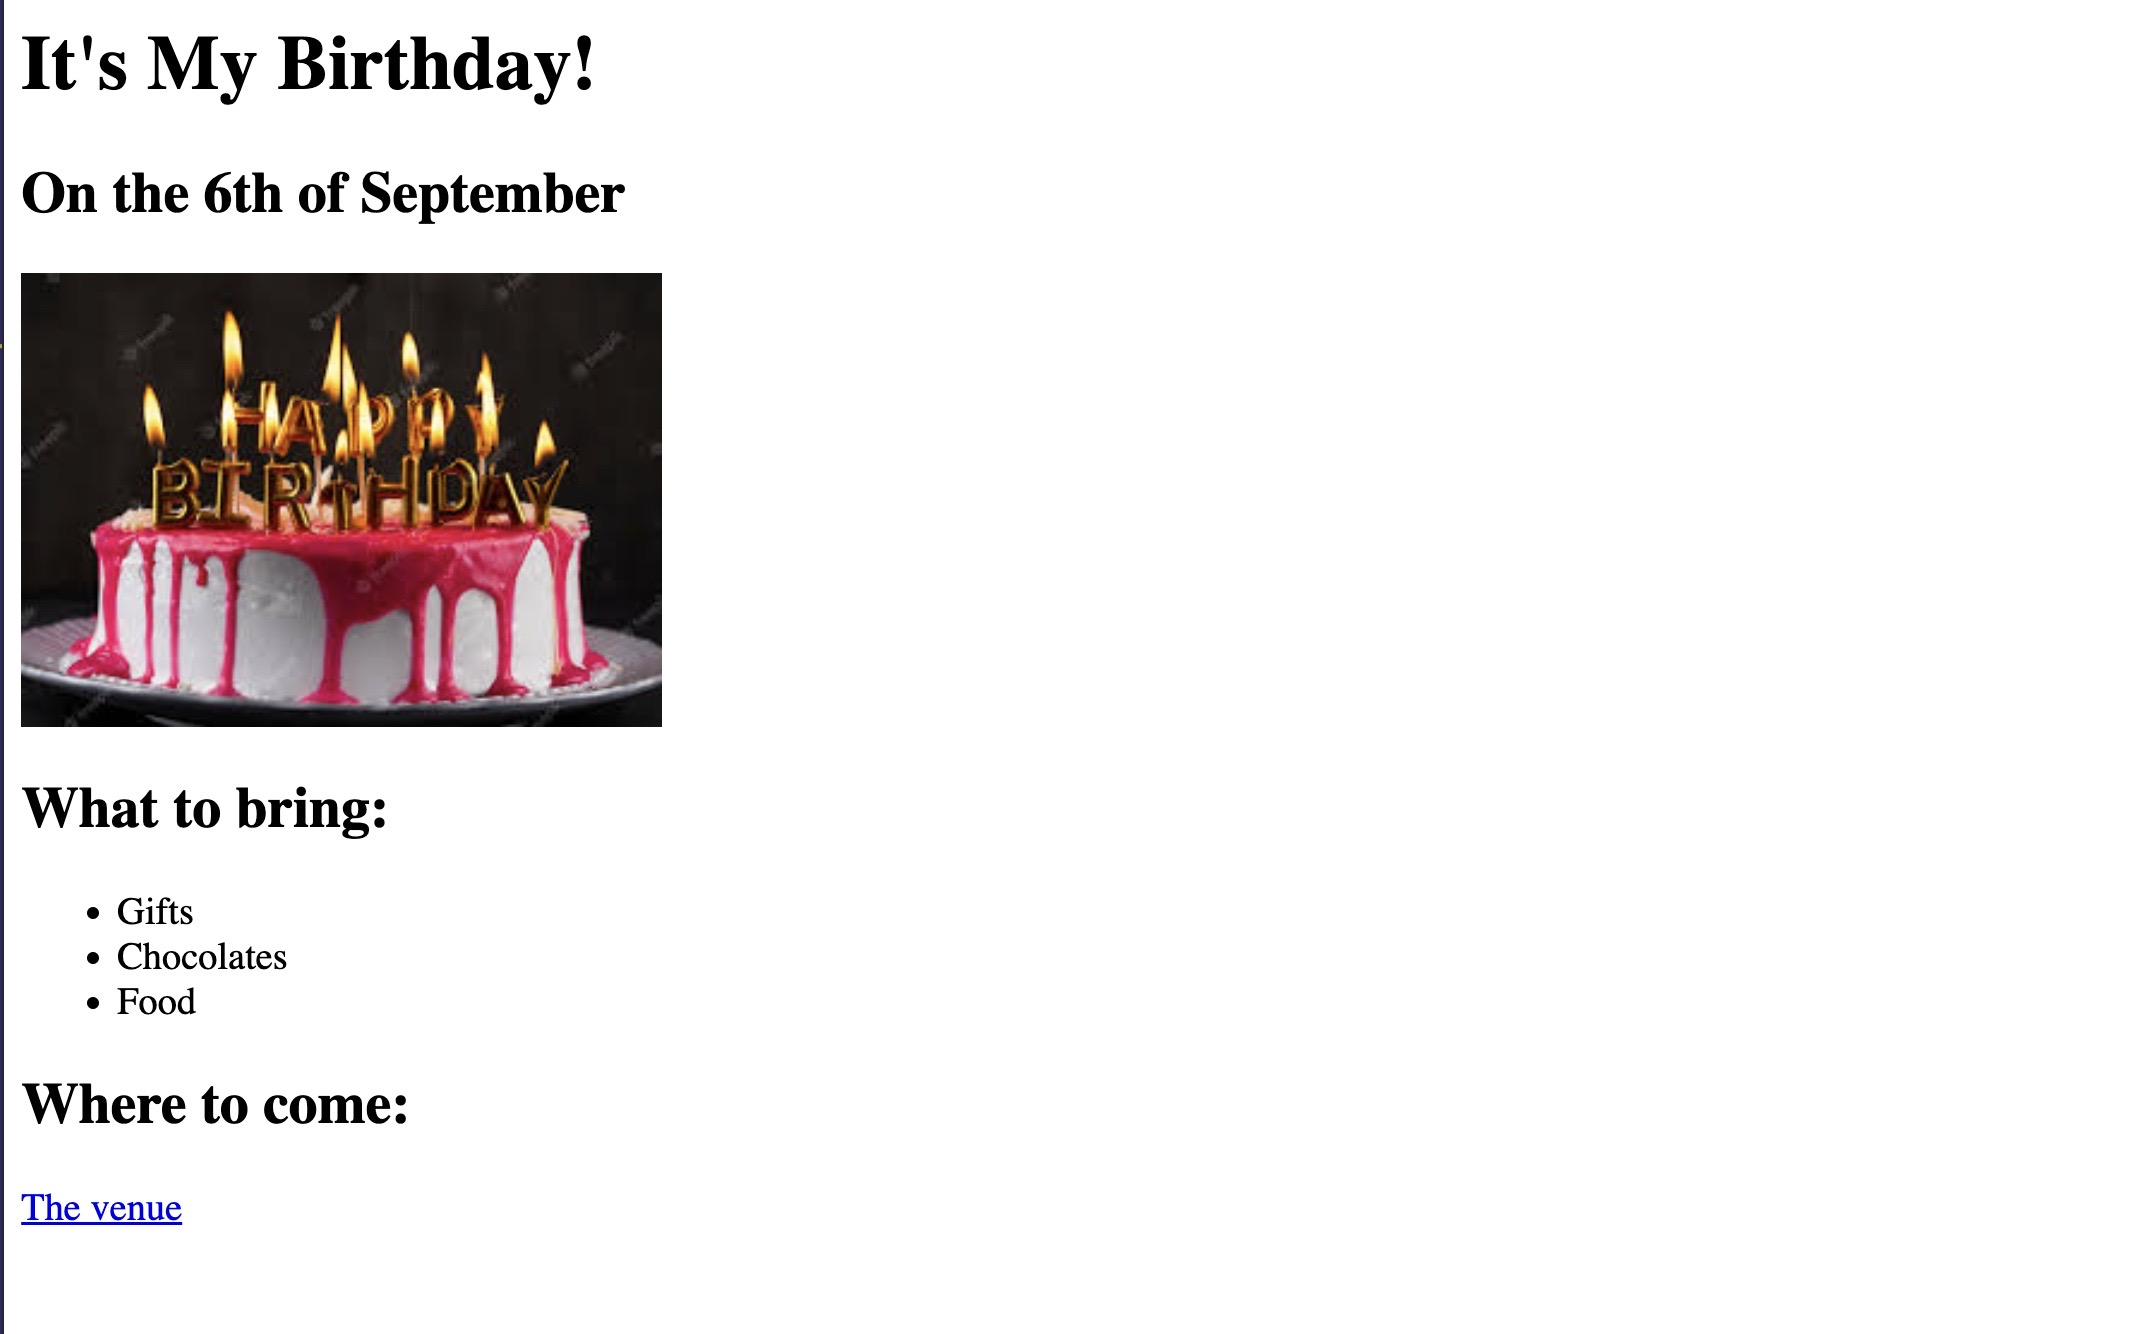 It's My Birthday!
On the 6th of September
HAPPY
BIRTHDAY
What to bring:
Gifts
Chocolates
Food
Where to come:
The venue